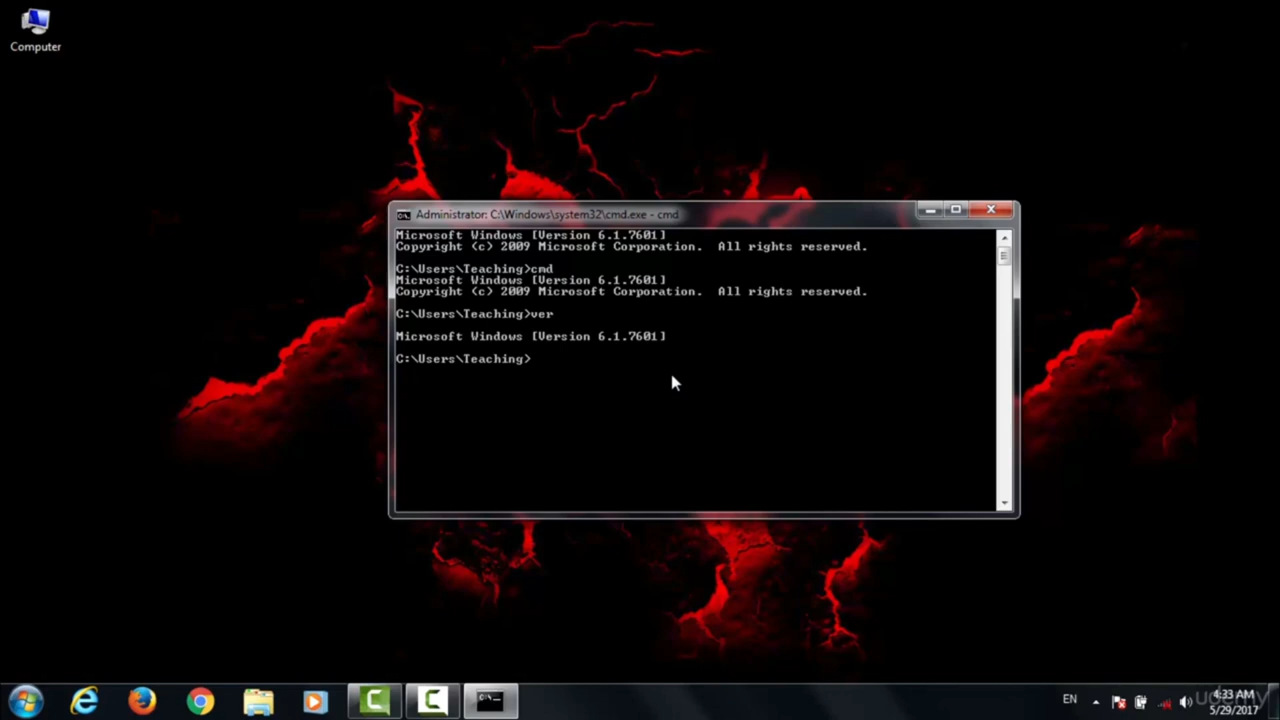 Computer
Administrator: C:\Windows\system32\cmd.exe - cmd
Microsoft Windows [Version 6.1.7601]
Copyright (c) 2009 Microsoft Corporation.  All rights reserved.
C:\Users\Teaching>cmd
Microsoft Windows [Version 6.1.7601]
Copyright (c) 2009 Microsoft Corporation.  All rights reserved.
C:\Users\Teaching>ver
Microsoft Windows [Version 6.1.7601]
C:\Users\Teaching>
EN
4:33 AM
5/29/2017
udemy